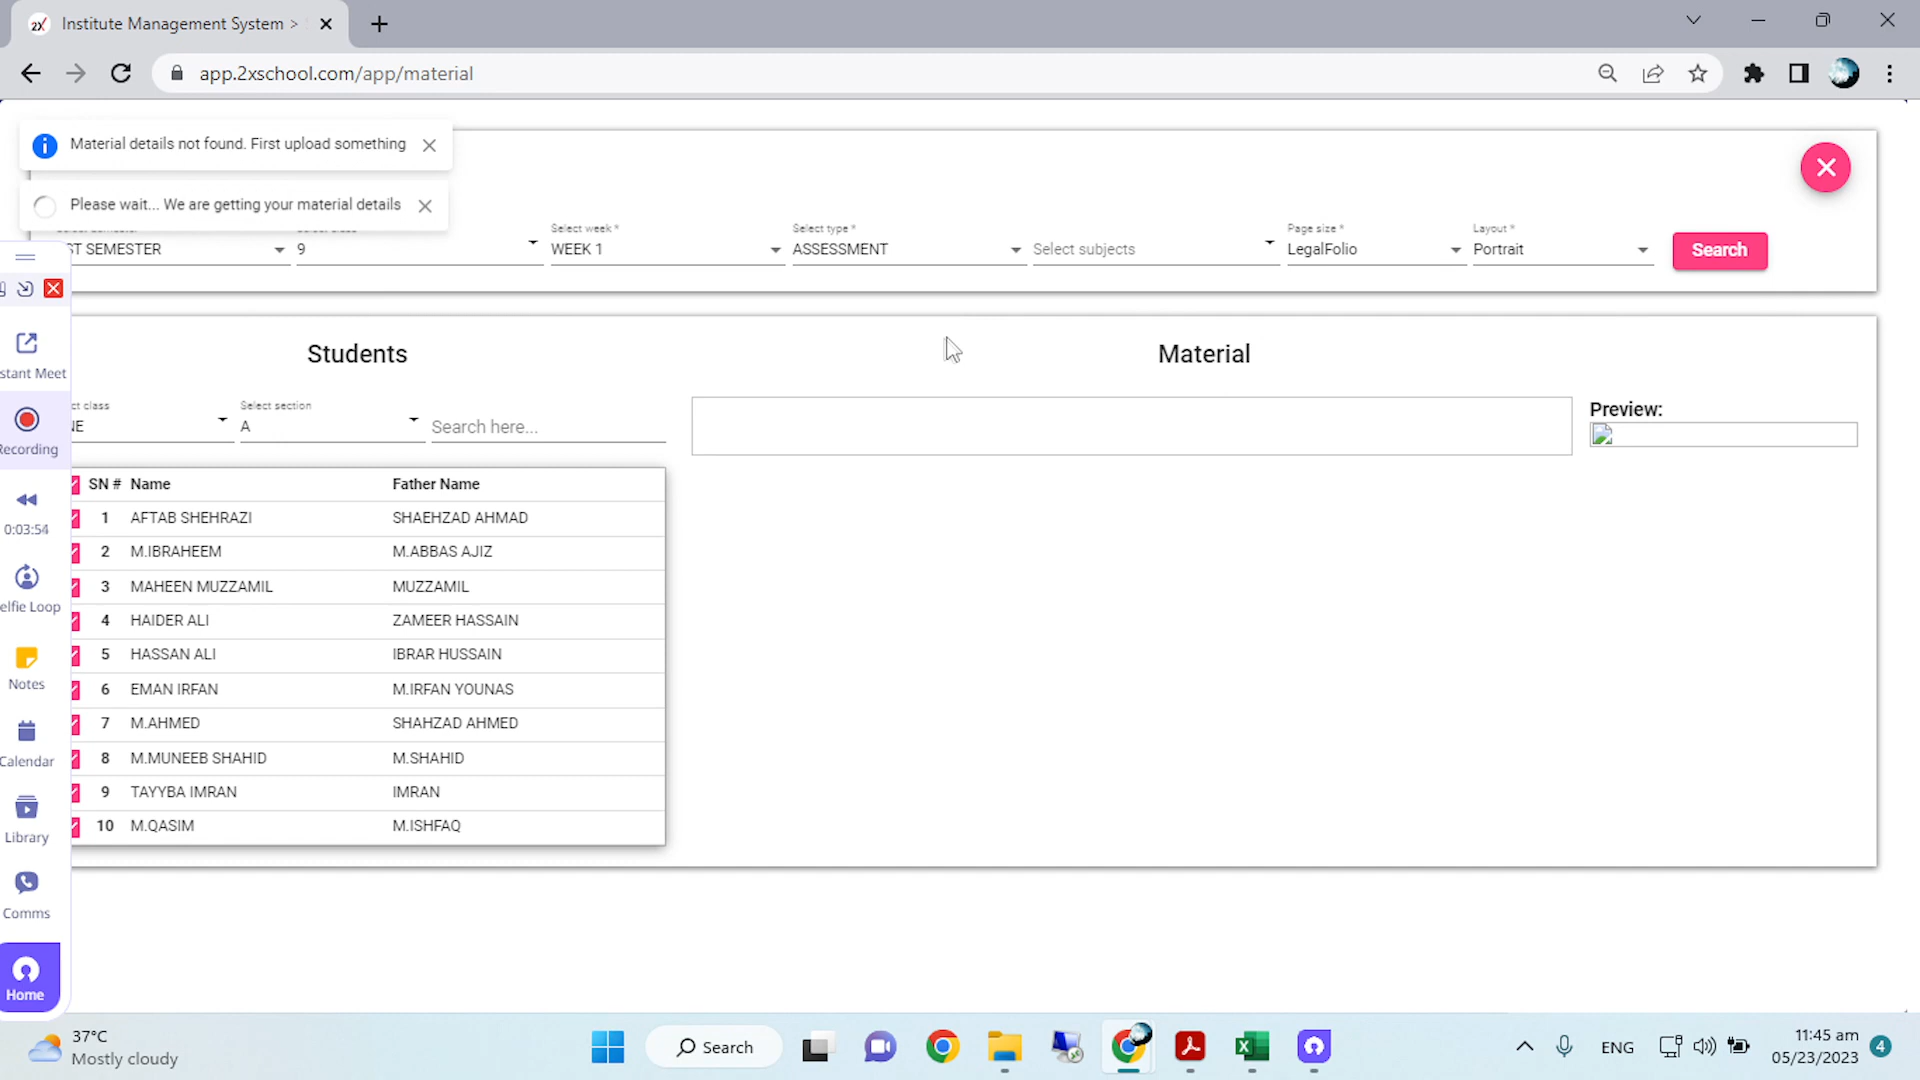 Institute Management System >
app.2xschool.com/app/material
Material details not found. First upload something
Please wait... We are getting your material details
Select week *
Select type *
Page size *
Layout *
ST SEMESTER
9
WEEK 1
ASSESSMENT
Select subjects
LegalFolio
Portrait
Search
Students
Material
ct class
Select section
NE
A
Search here...
Preview:
SN # Name Father Name
1 AFTAB SHEHRAZI SHAEHZAD AHMAD
2 M.IBRAHEEM M.ABBAS AJIZ
3 MAHEEN MUZZAMIL MUZZAMIL
4 HAIDER ALI ZAMEER HASSAIN
5 HASSAN ALI IBRAR HUSSAIN
6 EMAN IRFAN M.IRFAN YOUNAS
7 M.AHMED SHAHZAD AHMED
8 M.MUNEEB SHAHID M.SHAHID
9 TAYYBA IMRAN IMRAN
10 M.QASIM M.ISHFAQ
stant Meet
Recording
0:03:54
elfie Loop
Notes
Calendar
Library
Comms
Home
37°C
Mostly cloudy
Search
ENG
11:45 am
05/23/2023
4